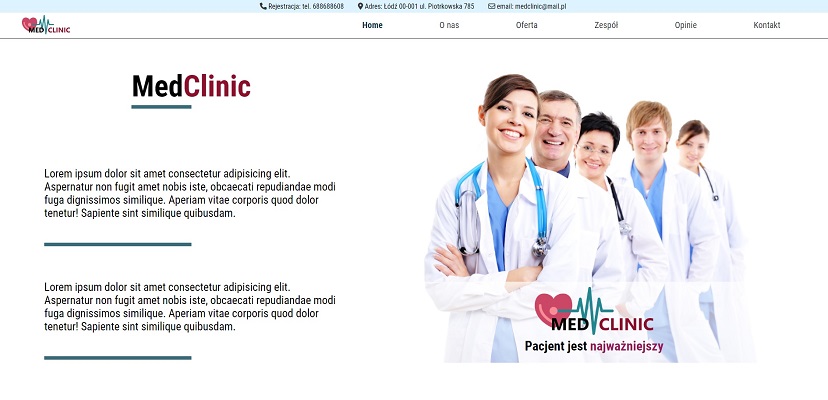 Rejestracja: tel. 688688608 Adres: Łódź 00-001 ul. Piotrkowska 785 email: medclinic@mail.pl
MED CLINIC Home O nas Oferta Zespół Opinie Kontakt
MedClinic
Lorem ipsum dolor sit amet consectetur adipisicing elit.
Aspernatur non fugit amet nobis iste, obcaecati repudiandae modi
fuga dignissimos similique. Aperiam vitae corporis quod dolor
tenetur! Sapiente sint similique quibusdam.
Lorem ipsum dolor sit amet consectetur adipisicing elit.
Aspernatur non fugit amet nobis iste, obcaecati repudiandae modi
fuga dignissimos similique. Aperiam vitae corporis quod dolor
tenetur! Sapiente sint similique quibusdam.
MED CLINIC
Pacjent jest najważniejszy